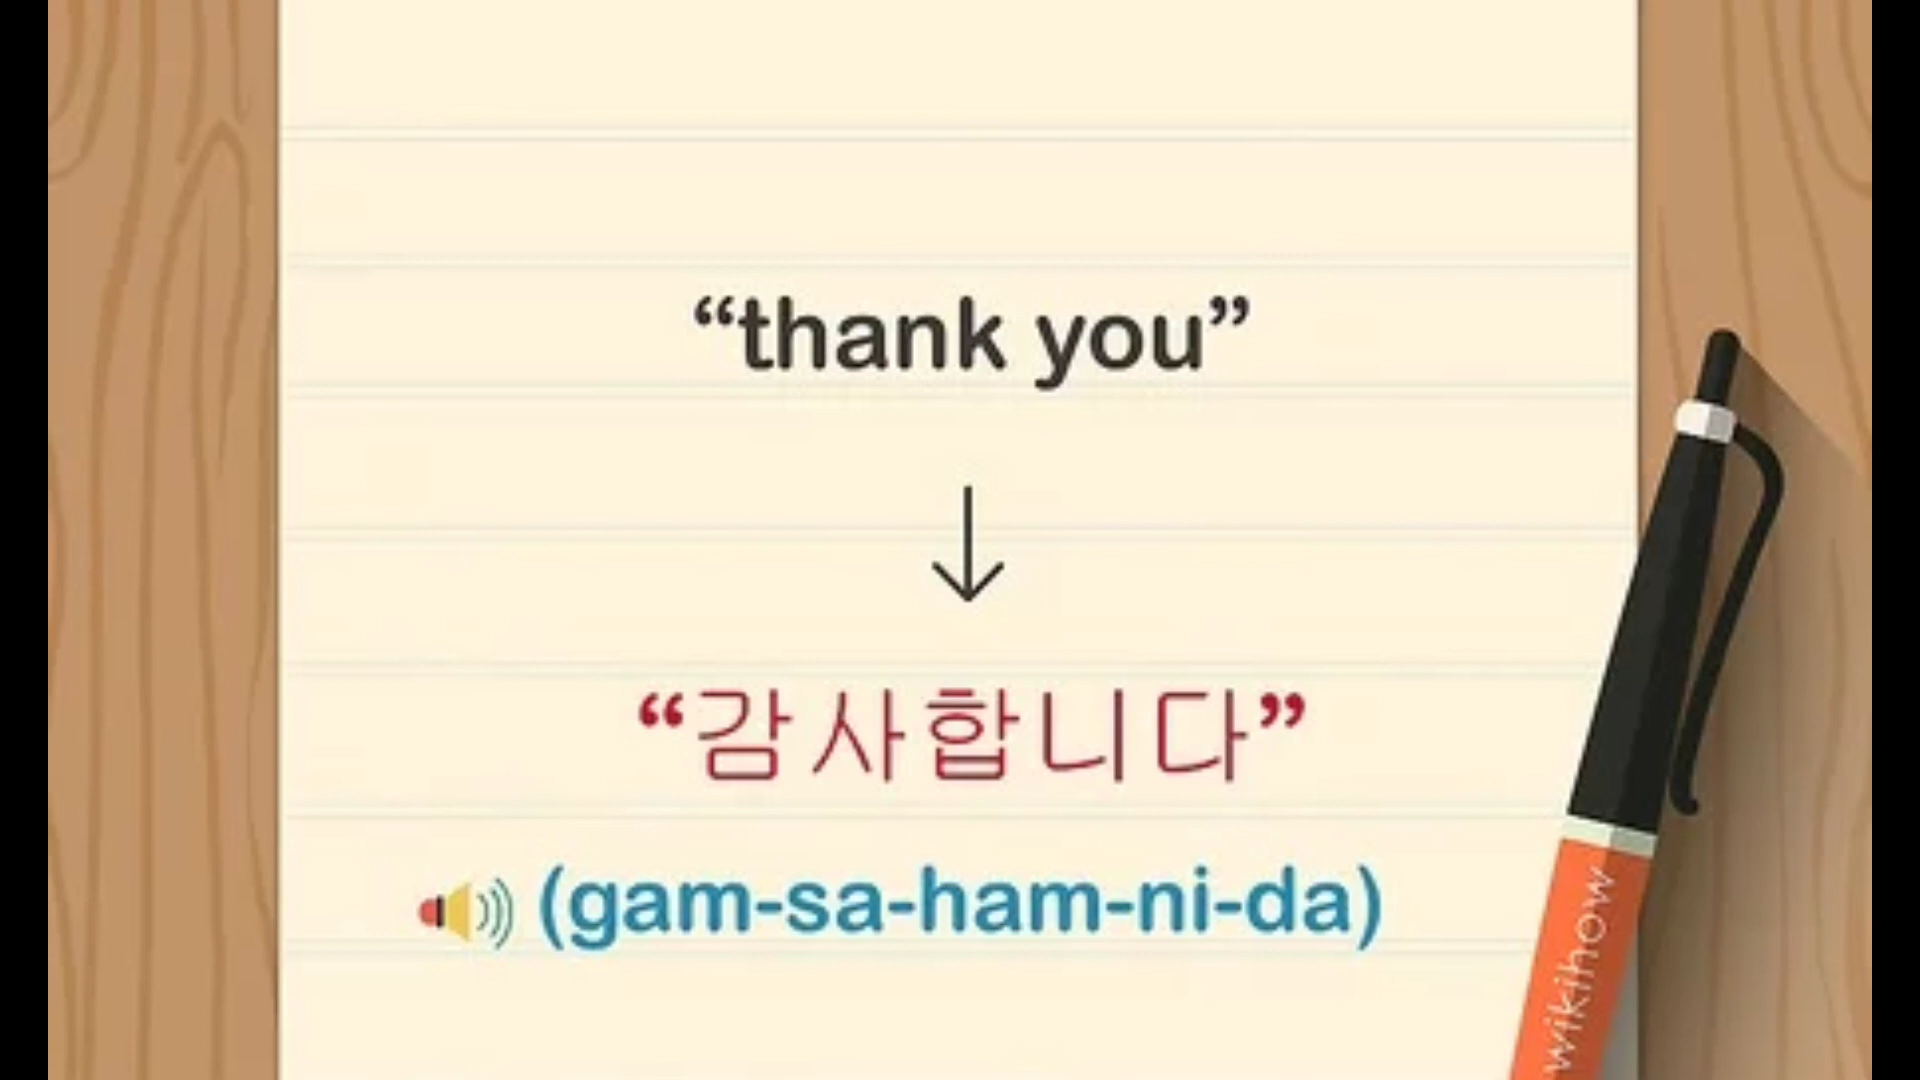 “thank you”
“감사합니다”
(gam-sa-ham-ni-da)
wikihow